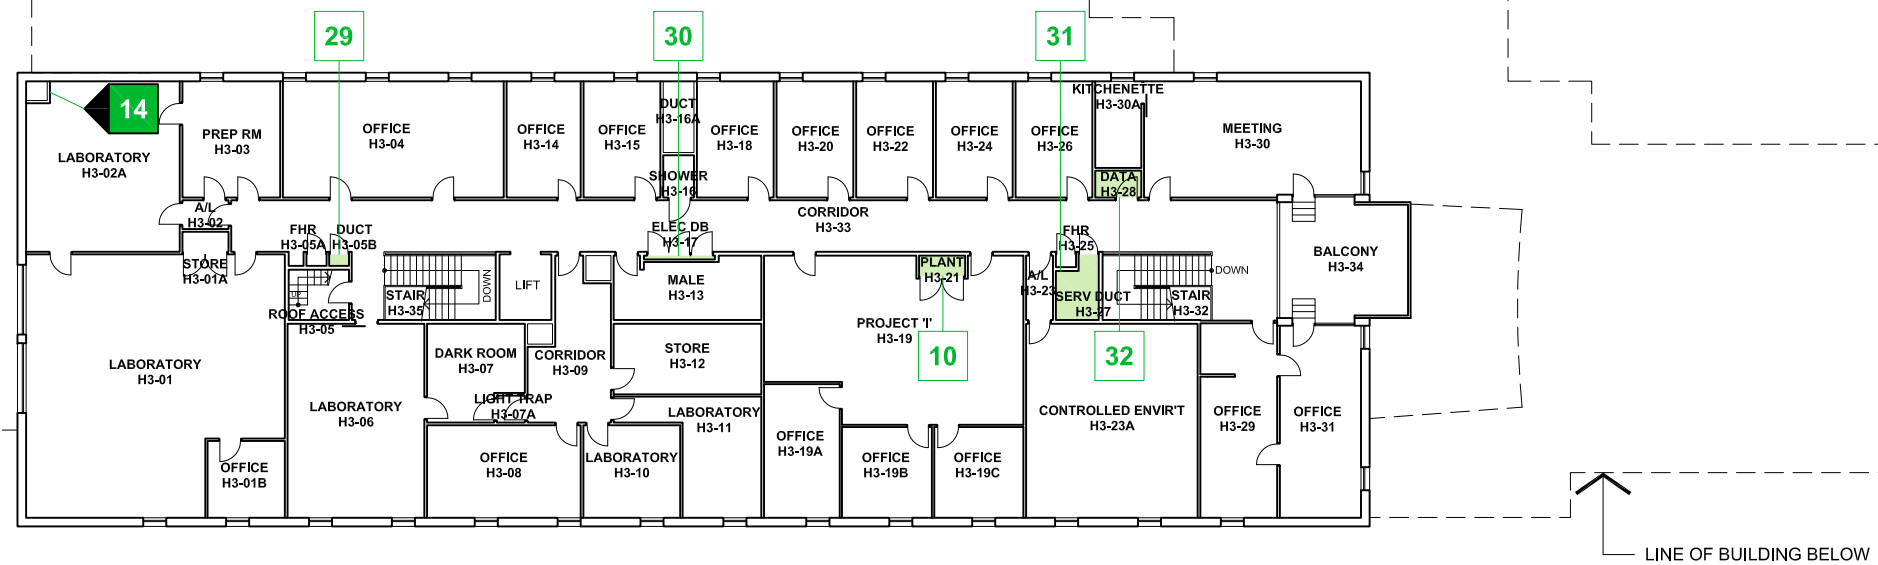 29
30
31
14
PREP RM
H3-03
OFFICE
H3-04
OFFICE
H3-14
OFFICE
H3-15
DUCT
H3-16A
OFFICE
H3-18
OFFICE
H3-20
OFFICE
H3-22
OFFICE
H3-24
OFFICE
H3-26
KITCHENETTE
H3-30A
MEETING
H3-30
LABORATORY
H3-02A
SHOWER
H3-16
DATA
H3-28
A/L
H3-02
CORRIDOR
H3-33
FHR
H3-05A
DUCT
H3-05B
ELEC DB
H3-17
FHR
H3-25
BALCONY
H3-34
STORE
H3-01A
UP
ROOF ACCESS
H3-05
DOWN
STAIR
H3-35
LIFT
MALE
H3-13
PLANT
H3-21
A/L
H3-23
SERV DUCT
H3-27
DOWN
STAIR
H3-32
LABORATORY
H3-01
DARK ROOM
H3-07
CORRIDOR
H3-09
STORE
H3-12
PROJECT 'I'
H3-19
10
32
LABORATORY
H3-06
LIGHT TRAP
H3-07A
LABORATORY
H3-11
CONTROLLED ENVIR'T
H3-23A
OFFICE
H3-29
OFFICE
H3-31
OFFICE
H3-01B
OFFICE
H3-08
LABORATORY
H3-10
OFFICE
H3-19A
OFFICE
H3-19B
OFFICE
H3-19C
LINE OF BUILDING BELOW